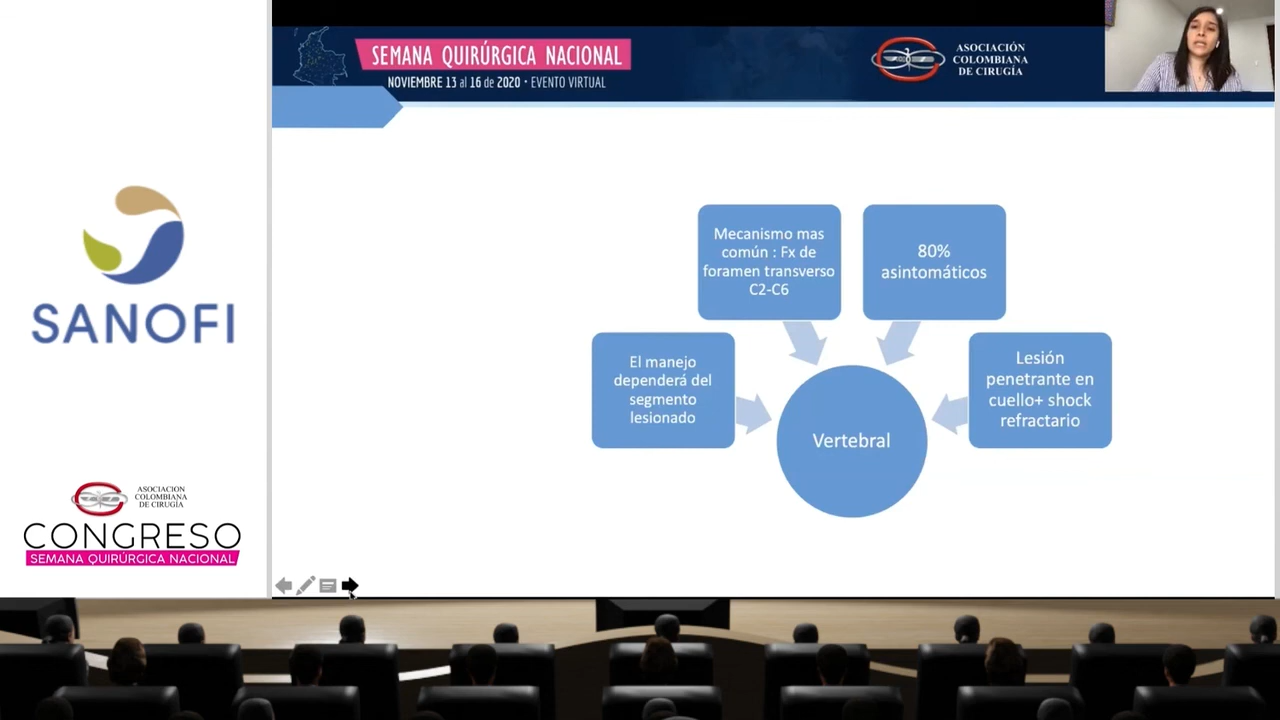 SEMANA QUIRÚRGICA NACIONAL
NOVIEMBRE 13 al 16 de 2020 • EVENTO VIRTUAL
ASOCIACIÓN
COLOMBIANA
DE CIRUGÍA
SANOFI
Mecanismo mas
común : Fx de
foramen transverso
C2-C6
80%
asintomáticos
El manejo
dependerá del
segmento
lesionado
Lesión
penetrante en
cuello+ shock
refractario
Vertebral
ASOCIACION
COLOMBIANA
DE CIRUGÍA
CONGRESO
SEMANA QUIRÚRGICA NACIONAL